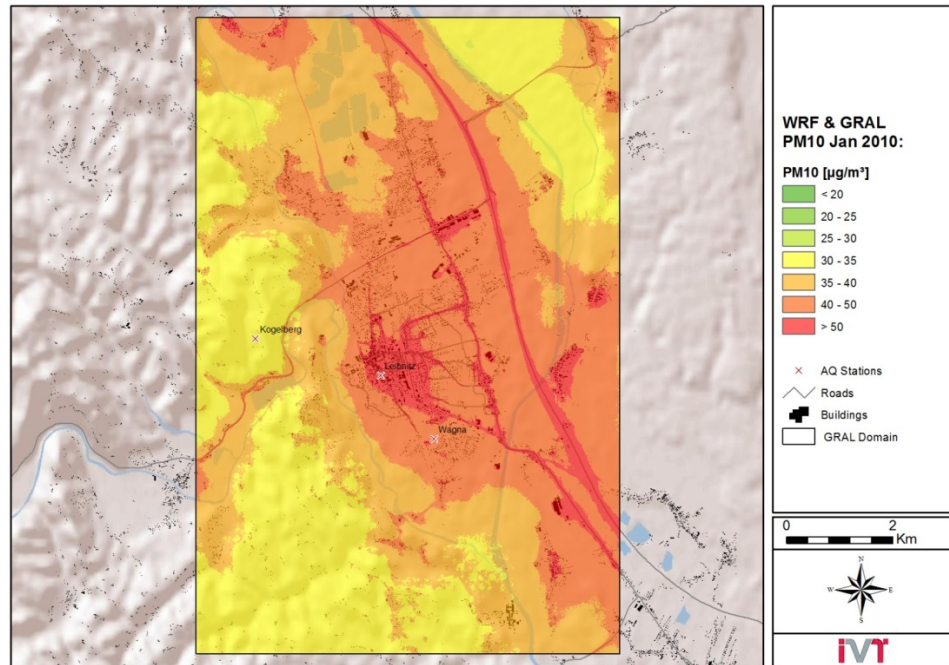 Kogelberg
Leibnitz
Wagna
WRF & GRAL
PM10 Jan 2010:
PM10 [µg/m³]
< 20
20 - 25
25 - 30
30 - 35
35 - 40
40 - 50
> 50
AQ Stations
Roads
Buildings
GRAL Domain
0 2
Km
N
W E
S
iVT